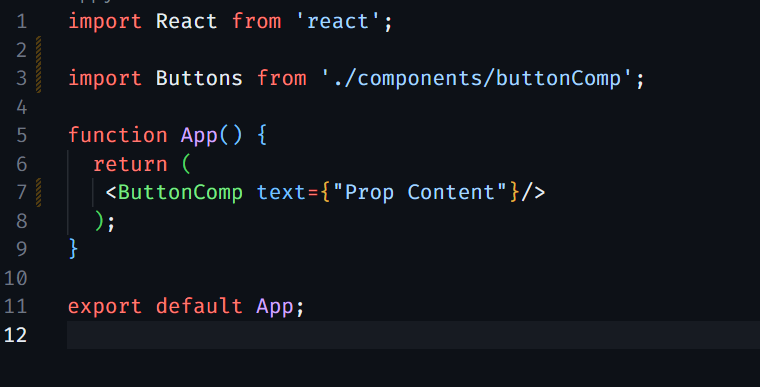 1 import React from 'react';
2
3 import Buttons from './components/buttonComp';
4
5 function App() {
6   return (
7    <ButtonComp text={"Prop Content"}/>
8   );
9 }
10
11 export default App;
12